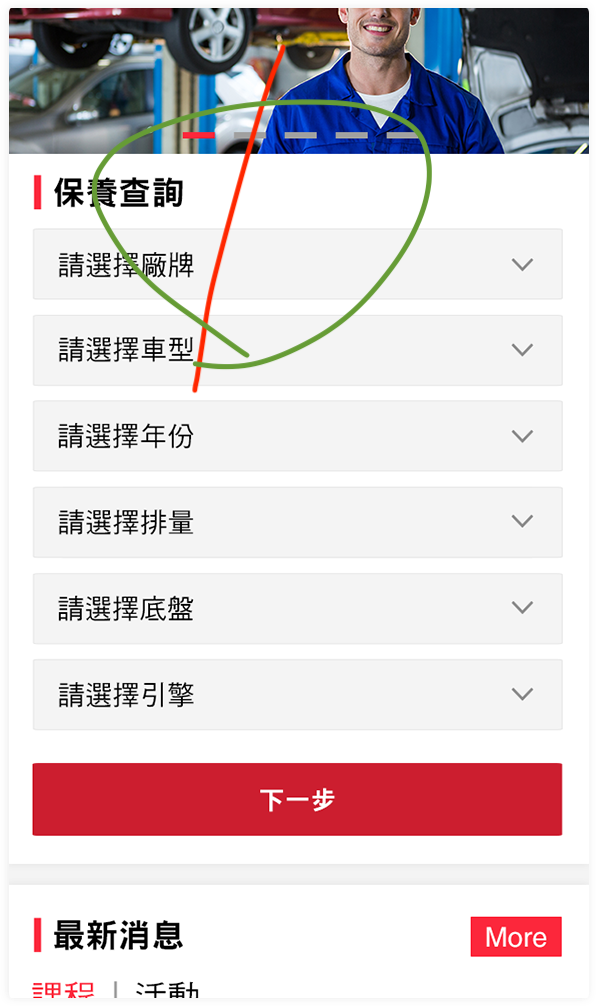 保養查詢
請選擇廠牌
請選擇車型
請選擇年份
請選擇排量
請選擇底盤
請選擇引擎
下一步
最新消息 More
課程 | 活動